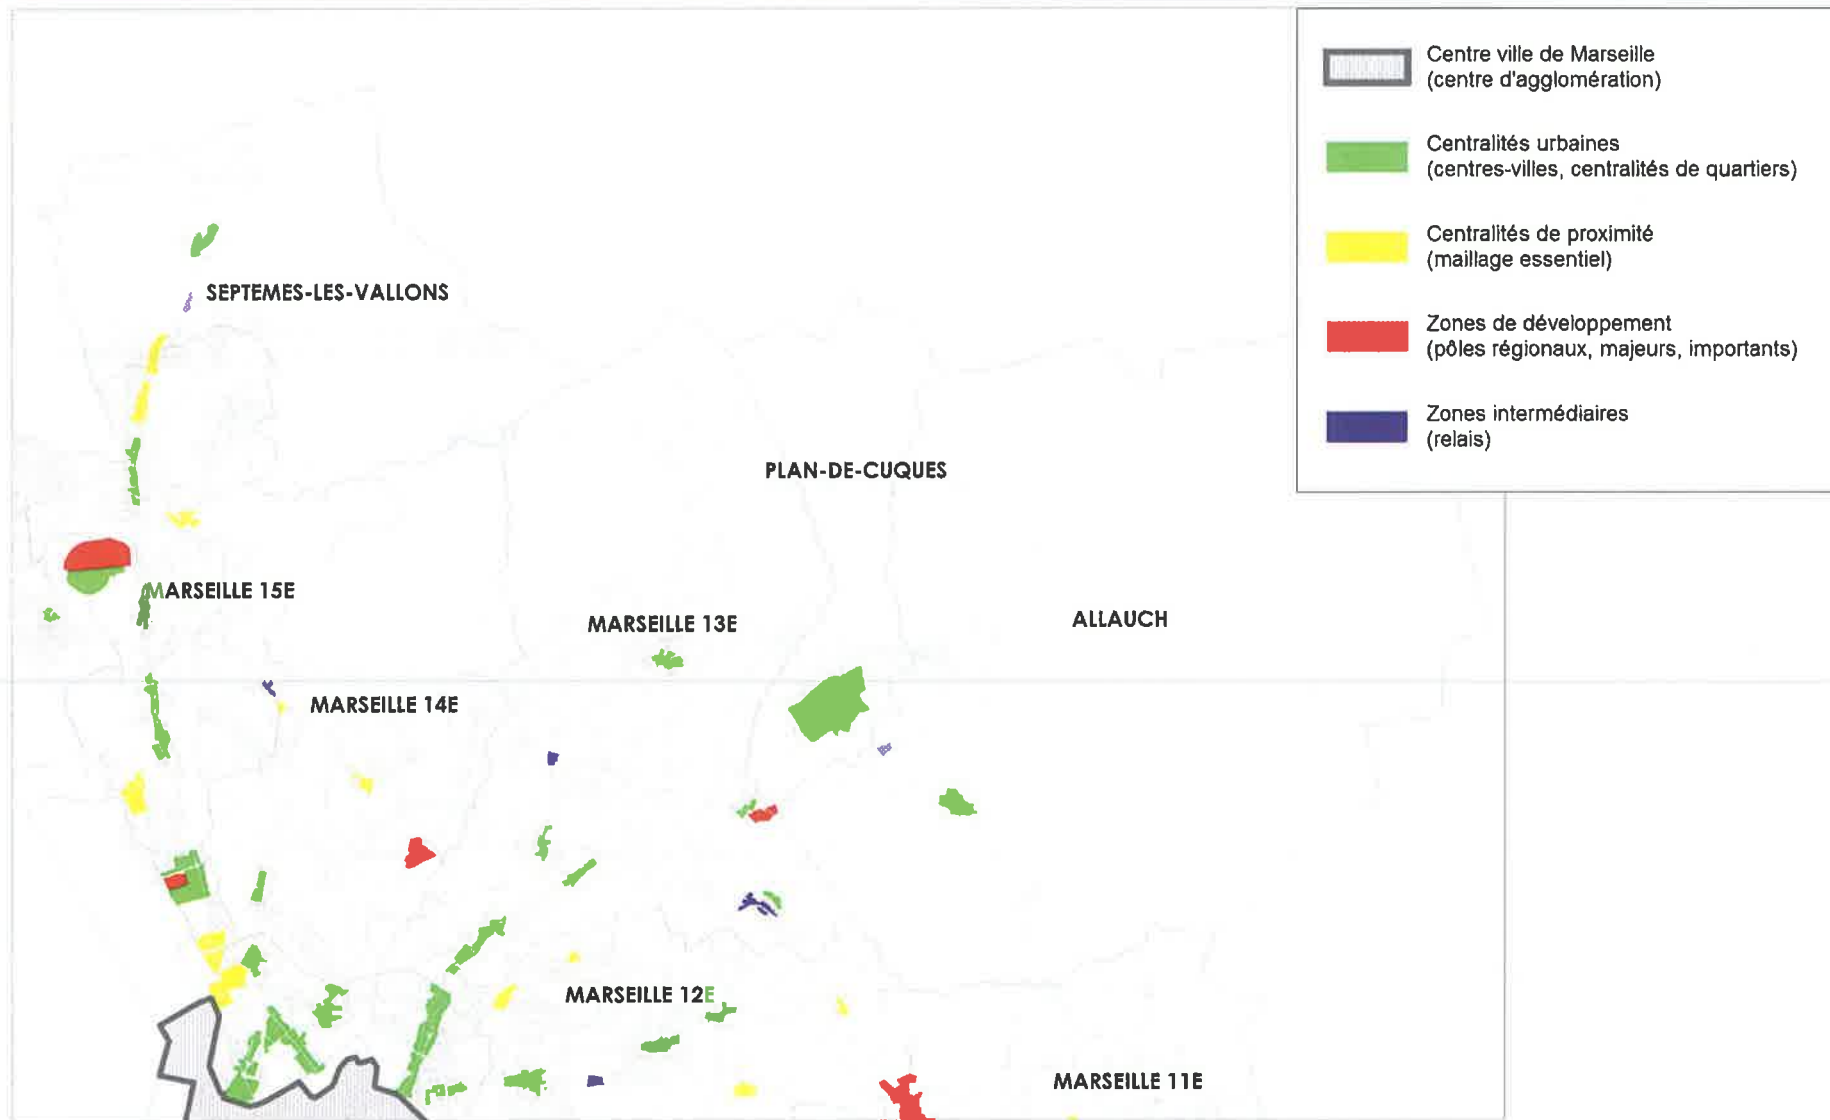 Centre ville de Marseille
(centre d'agglomération)
Centralités urbaines
(centres-villes, centralités de quartiers)
Centralités de proximité
(maillage essentiel)
Zones de développement
(pôles régionaux, majeurs, importants)
Zones intermédiaires
(relais)
SEPTEMES-LES-VALLONS
PLAN-DE-CUQUES
MARSEILLE 15E
MARSEILLE 13E
ALLAUCH
MARSEILLE 14E
MARSEILLE 12E
MARSEILLE 11E